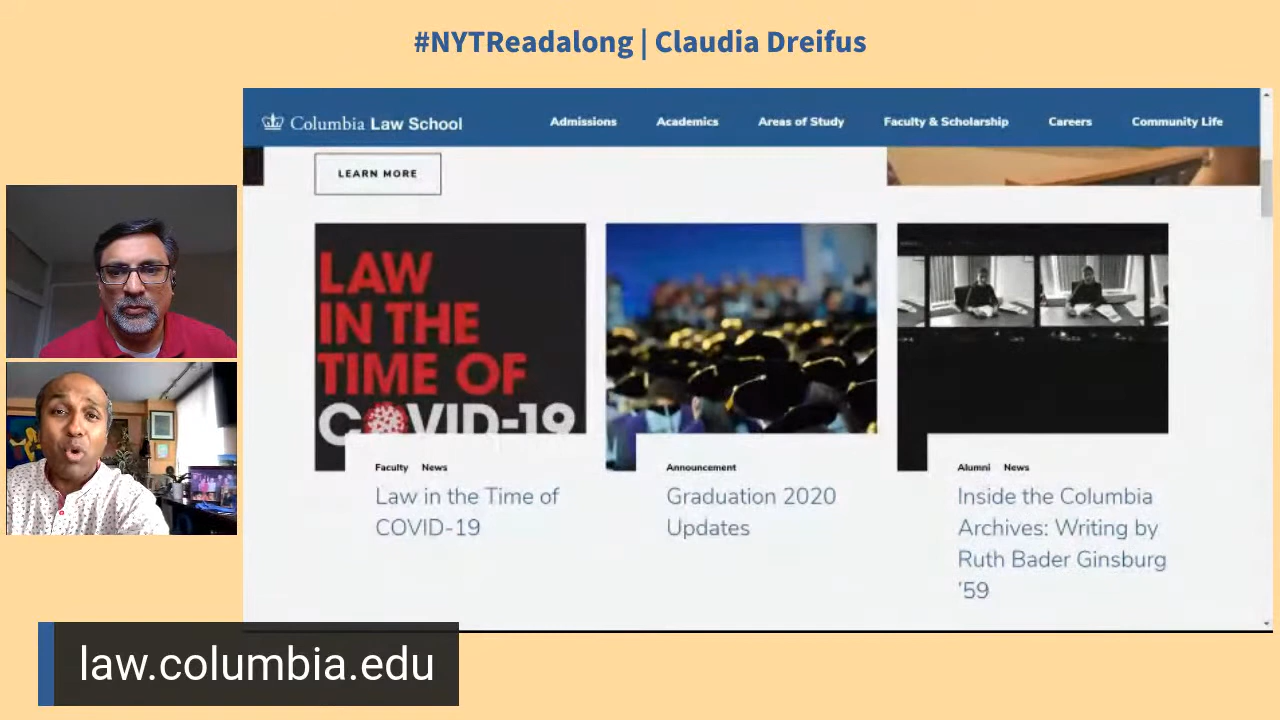 #NYTReadalong | Claudia Dreifus
Columbia Law School
Admissions
Academics
Areas of Study
Faculty & Scholarship
Careers
Community Life
LEARN MORE
LAW
IN THE
TIME OF
COVID-19
Faculty News
Law in the Time of
COVID-19
Announcement
Graduation 2020
Updates
Alumni News
Inside the Columbia
Archives: Writing by
Ruth Bader Ginsburg
'59
law.columbia.edu